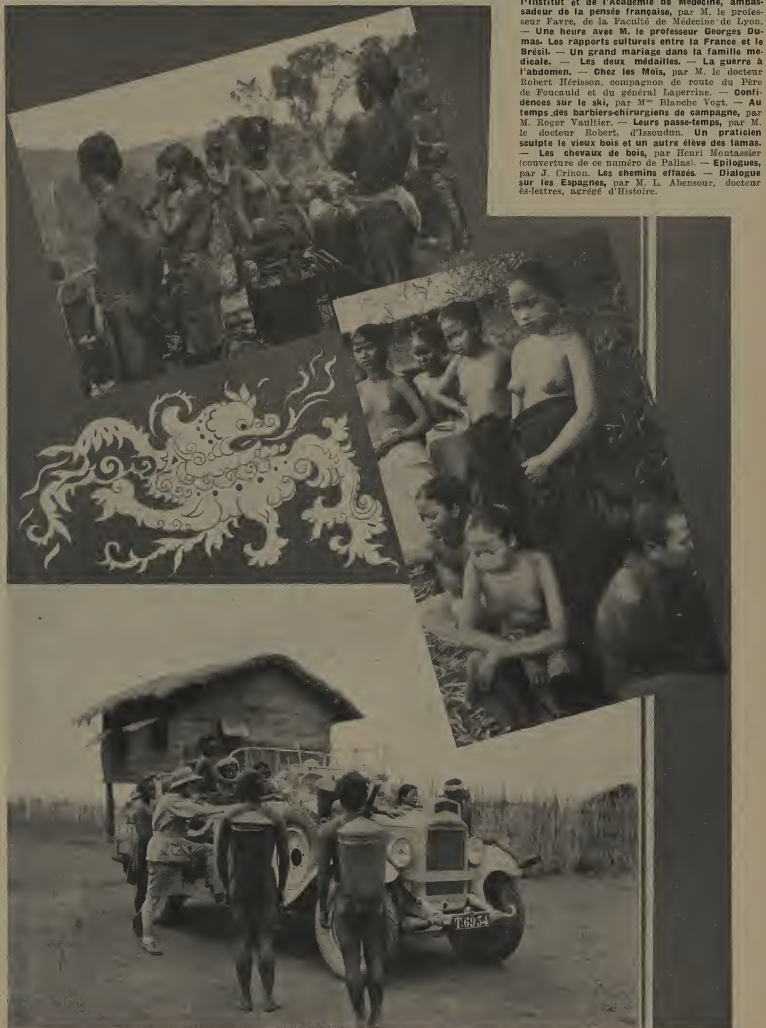 l'Institut et de l'Académie de Médecine, ambas-
sadeur de la pensée française, par M. le profes-
seur Favre, de la Faculté de Médecine de Lyon.
— Une heure avec M. le professeur Georges Du-
mas. Les rapports culturels entre la France et le
Brésil. — Un grand mariage dans la famille mé-
dicale. — Les deux médailles. — La guerre à
l'abdomen. — Chez les Moïs, par M. le docteur
Robert Hérisson, compagnon de route du Père
de Foucauld et du général Laperrine. — Confi-
dences sur le ski, par Mme Blanche Vogt. — Au
temps des barbiers-chirurgiens de campagne, par
M. Roger Vaultier. — Leurs passe-temps, par M.
le docteur Robert, d'Issoudun. Un praticien
sculpte le vieux bois et un autre élève des lamas.
— Les chevaux de bois, par Henri Montassier
(couverture de ce numéro de Pallas). — Epilogues,
par J. Crinon. Les chemins effacés. — Dialogue
sur les Espagnes, par M. L. Abensour, docteur
ès-lettres, agrégé d'Histoire.
T.6934